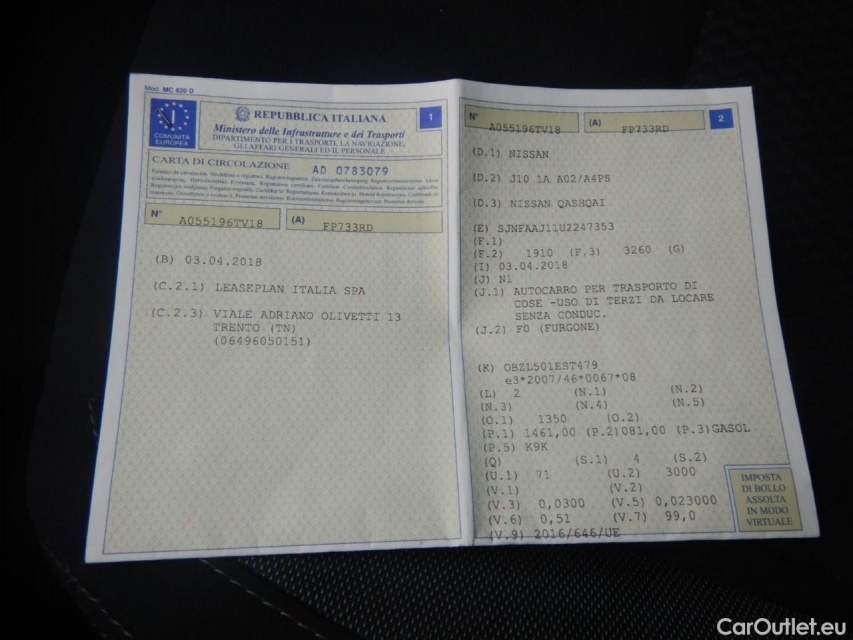 Mod. MC 820 D
REPUBBLICA ITALIANA
1
Ministero delle Infrastrutture e dei Trasporti
DIPARTIMENTO PER I TRASPORTI, LA NAVIGAZIONE,
GLI AFFARI GENERALI ED IL PERSONALE
I
COMUNITÀ
EUROPEA
CARTA DI CIRCOLAZIONE
AD 0783079
N° A055196TV18 (A) FP733RD
(B) 03.04.2018
(C.2.1) LEASEPLAN ITALIA SPA
(C.2.3) VIALE ADRIANO OLIVETTI 13
TRENTO (TN)
(06496050151)
N° A055196TV18 (A) FP733RD
2
(D.1) NISSAN
(D.2) J10 1A A02/A4PS
(D.3) NISSAN QASHQAI
(E) SJNFAAJ11U2247353
(F.1)
(F.2) 1910 (F.3) 3260 (G)
(I) 03.04.2018
(J) N1
(J.1) AUTOCARRO PER TRASPORTO DI
COSE -USO DI TERZI DA LOCARE
SENZA CONDUC.
(J.2) F0 (FURGONE)
(K) OBZL501EST479
e3*2007/46*0067*08
(L) 2 (N.1) (N.2)
(N.3) (N.4) (N.5)
(O.1) 1350 (O.2)
(P.1) 1461,00 (P.2)081,00 (P.3)GASOL
(P.5) K9K
(Q) (S.1) 4 (S.2)
(U.1) 71 (U.2) 3000
(V.1) (V.2)
(V.3) 0,0300 (V.5) 0,023000
(V.6) 0,51 (V.7) 99,0
(V.9) 2016/646/UE
IMPOSTA
DI BOLLO
ASSOLTA
IN MODO
VIRTUALE
CarOutlet.eu